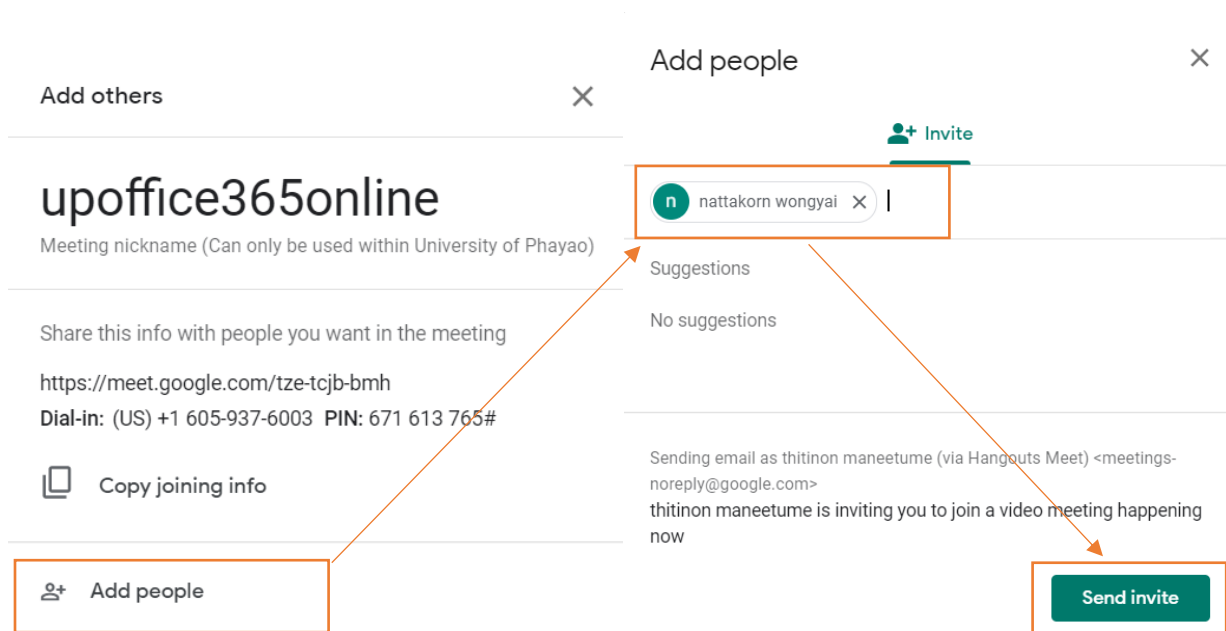 Add others
upoffice365online
Meeting nickname (Can only be used within University of Phayao)
Share this info with people you want in the meeting
https://meet.google.com/tze-tcjb-bmh
Dial-in: (US) +1 605-937-6003 PIN: 671 613 765#
Copy joining info
Add people
Add people
Invite
n nattakorn wongyai
Suggestions
No suggestions
Sending email as thitinon maneetume (via Hangouts Meet) <meetings-
noreply@google.com>
thitinon maneetume is inviting you to join a video meeting happening
now
Send invite